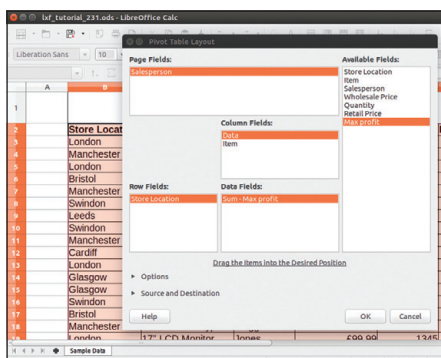 lxf_tutorial_231.ods - LibreOffice Calc
Liberation Sans
10
Pivot Table Layout
Page Fields:
Salesperson
Available Fields:
Store Location
Item
Salesperson
Wholesale Price
Quantity
Retail Price
Max profit
Column Fields:
Data
Item
Row Fields:
Store Location
Data Fields:
Sum - Max profit
Drag the Items into the Desired Position
Options
Source and Destination
Help
OK
Cancel
A
B
1
2 Store Locat
3 London
4 Manchester
5 London
6 Bristol
7 Manchester
8 Swindon
9 Leeds
10 Swindon
11 Manchester
12 Cardiff
13 London
14 Glasgow
15 Glasgow
16 Swindon
17 Bristol
18 Manchester
19 London 17" LCD Monitor Jones £99.99 1345
Sample Data